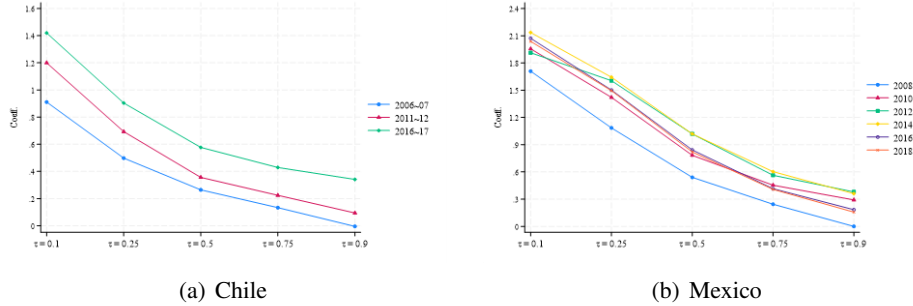 1.6
1.4
1.2
1
.8
.6
.4
.2
0
Coeff.
τ = 0.1
τ = 0.25
τ = 0.5
τ = 0.75
τ = 0.9
2006~07
2011~12
2016~17
(a) Chile
2.4
2.1
1.8
1.5
1.2
.9
.6
.3
0
Coeff.
τ = 0.1
τ = 0.25
τ = 0.5
τ = 0.75
τ = 0.9
2008
2010
2012
2014
2016
2018
(b) Mexico